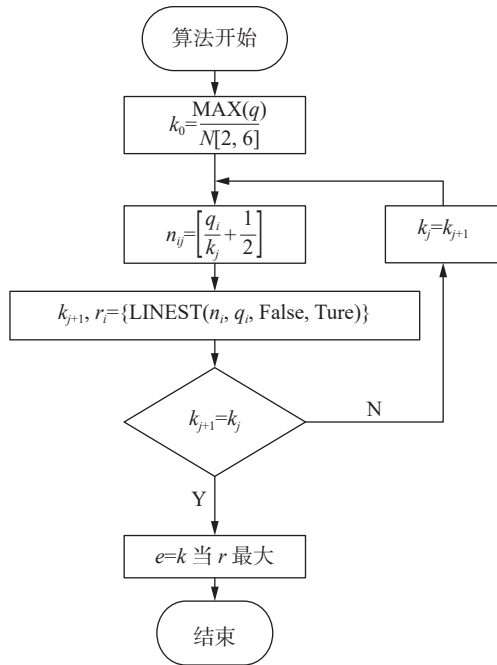 算法开始
k₀=MAX(q)/N[2, 6]
nᵢⱼ=[qᵢ/kⱼ+1/2]
kⱼ=kⱼ₊₁
kⱼ₊₁, rᵢ={LINEST(nᵢ, qᵢ, False, Ture)}
kⱼ₊₁=kⱼ
N
Y
e=k 当 r 最大
结束